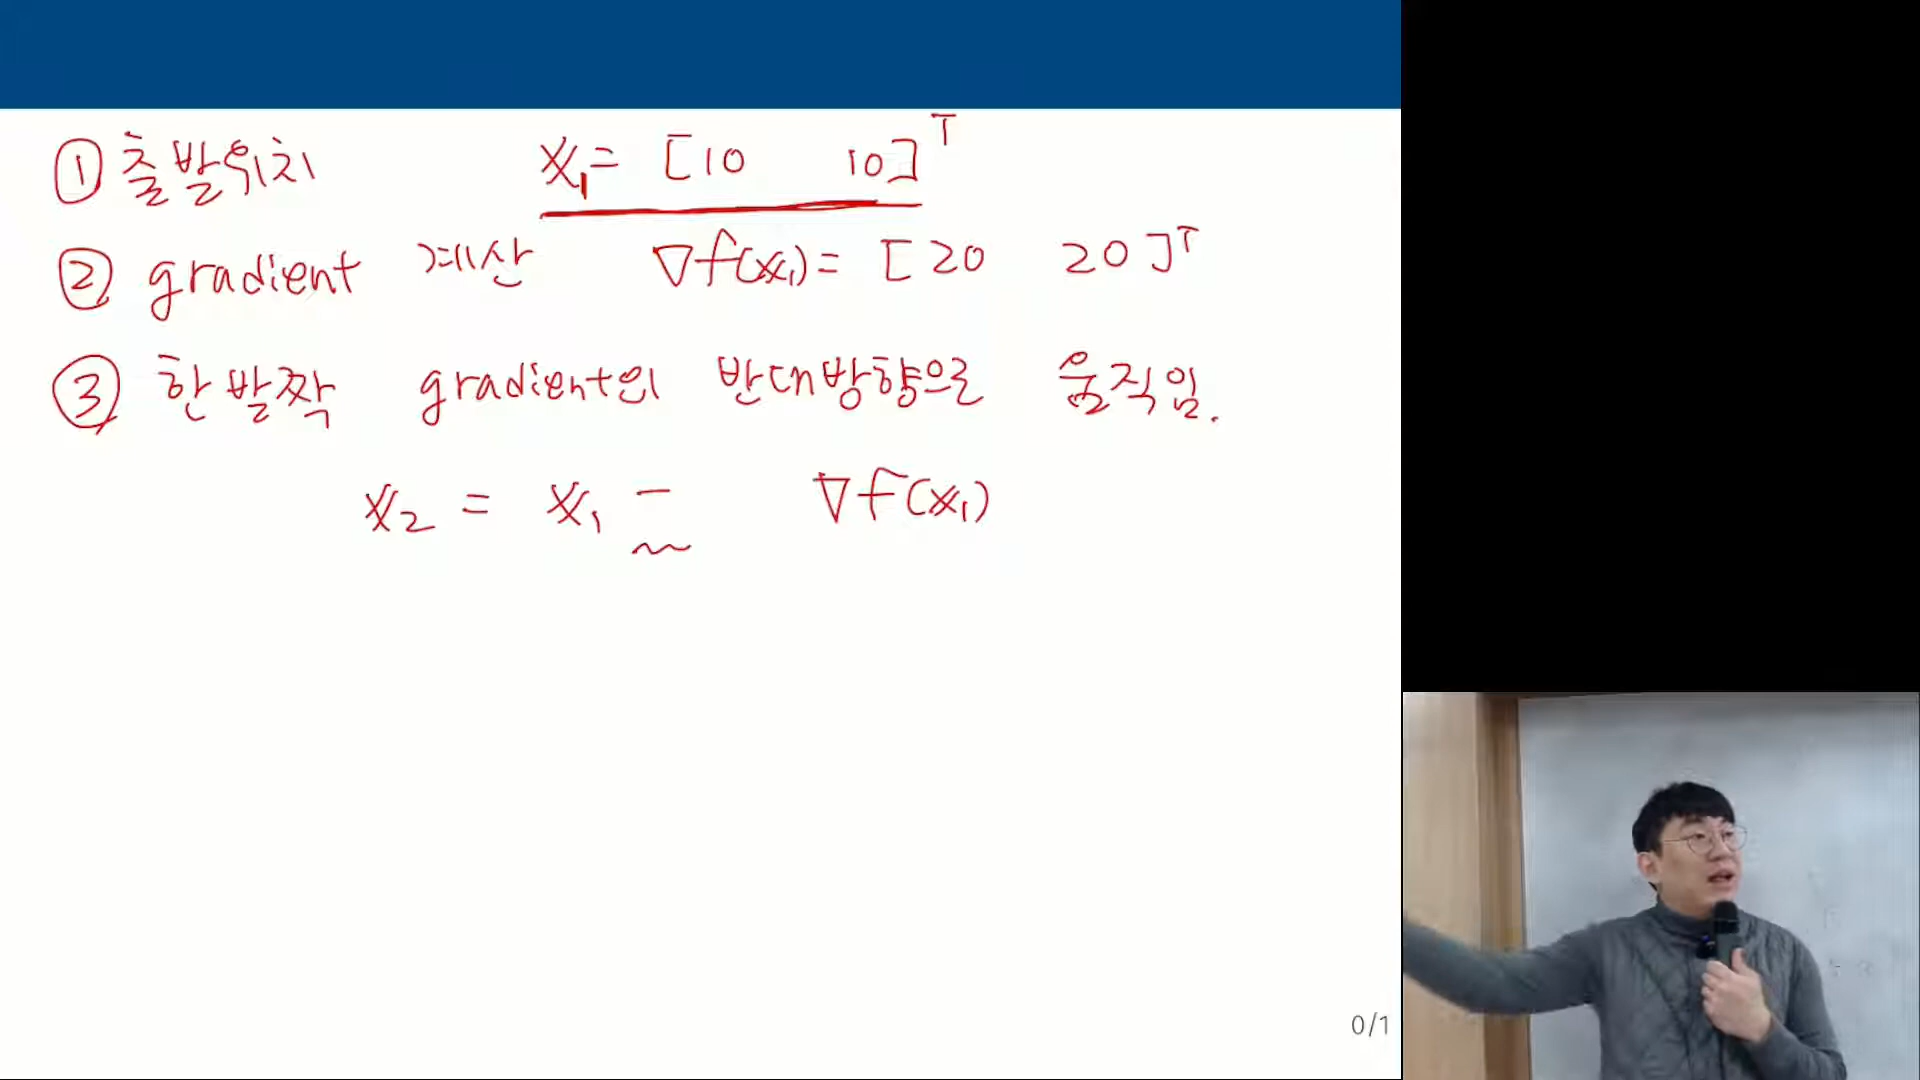 ① 출발위치 x₁ = [10 10]ᵀ
② gradient 계산 ∇f(x₁) = [20 20]ᵀ
③ 한 발짝 gradient의 반대방향으로 움직임.
x₂ = x₁ − ∇f(x₁)
0/1